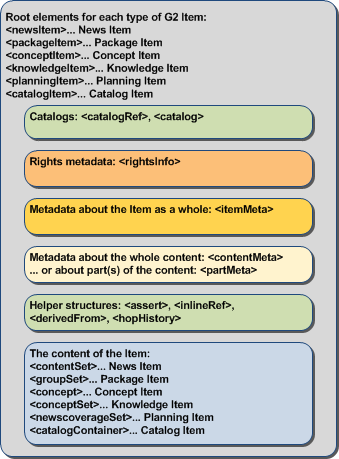 Root elements for each type of G2 Item:
<newsItem>... News Item
<packageItem>... Package Item
<conceptItem>... Concept Item
<knowledgeItem>... Knowledge Item
<planningItem>... Planning Item
<catalogItem>... Catalog Item
Catalogs: <catalogRef>, <catalog>
Rights metadata: <rightsInfo>
Metadata about the Item as a whole: <itemMeta>
Metadata about the whole content: <contentMeta>
... or about part(s) of the content: <partMeta>
Helper structures: <assert>, <inlineRef>,
<derivedFrom>, <hopHistory>
The content of the Item:
<contentSet>... News Item
<groupSet>... Package Item
<concept>... Concept Item
<conceptSet>... Knowledge Item
<newscoverageSet>... Planning Item
<catalogContainer>... Catalog Item